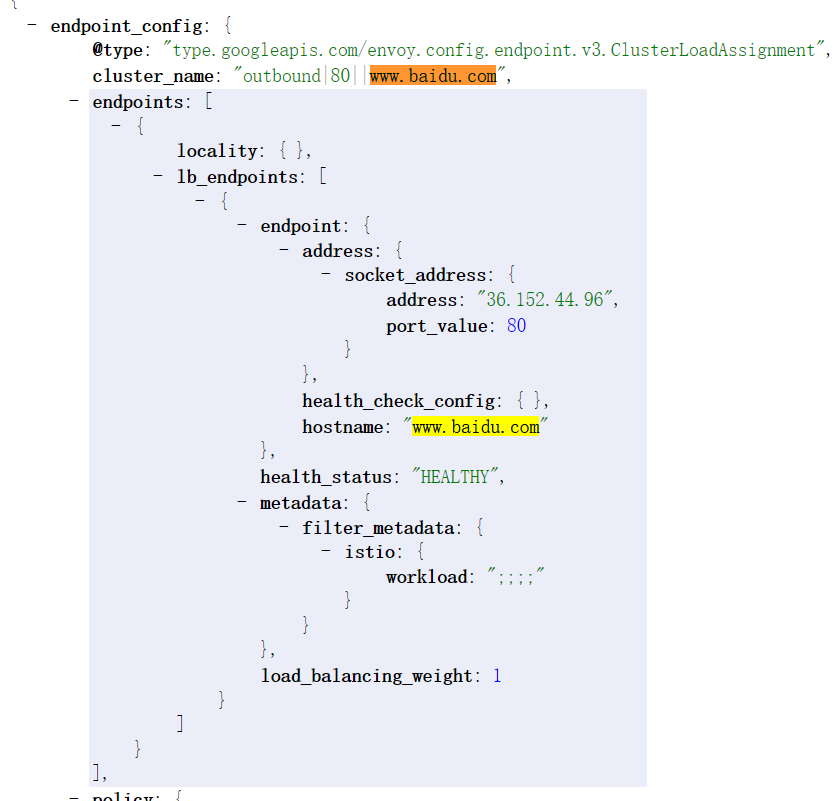 {
- endpoint_config: {
@type: "type.googleapis.com/envoy.config.endpoint.v3.ClusterLoadAssignment",
cluster_name: "outbound|80||www.baidu.com",
- endpoints: [
- {
locality: { },
- lb_endpoints: [
- {
- endpoint: {
- address: {
- socket_address: {
address: "36.152.44.96",
port_value: 80
}
},
health_check_config: { },
hostname: "www.baidu.com"
},
health_status: "HEALTHY",
- metadata: {
- filter_metadata: {
- istio: {
workload: ";;;;"
}
}
},
load_balancing_weight: 1
}
]
}
],
- policy: {